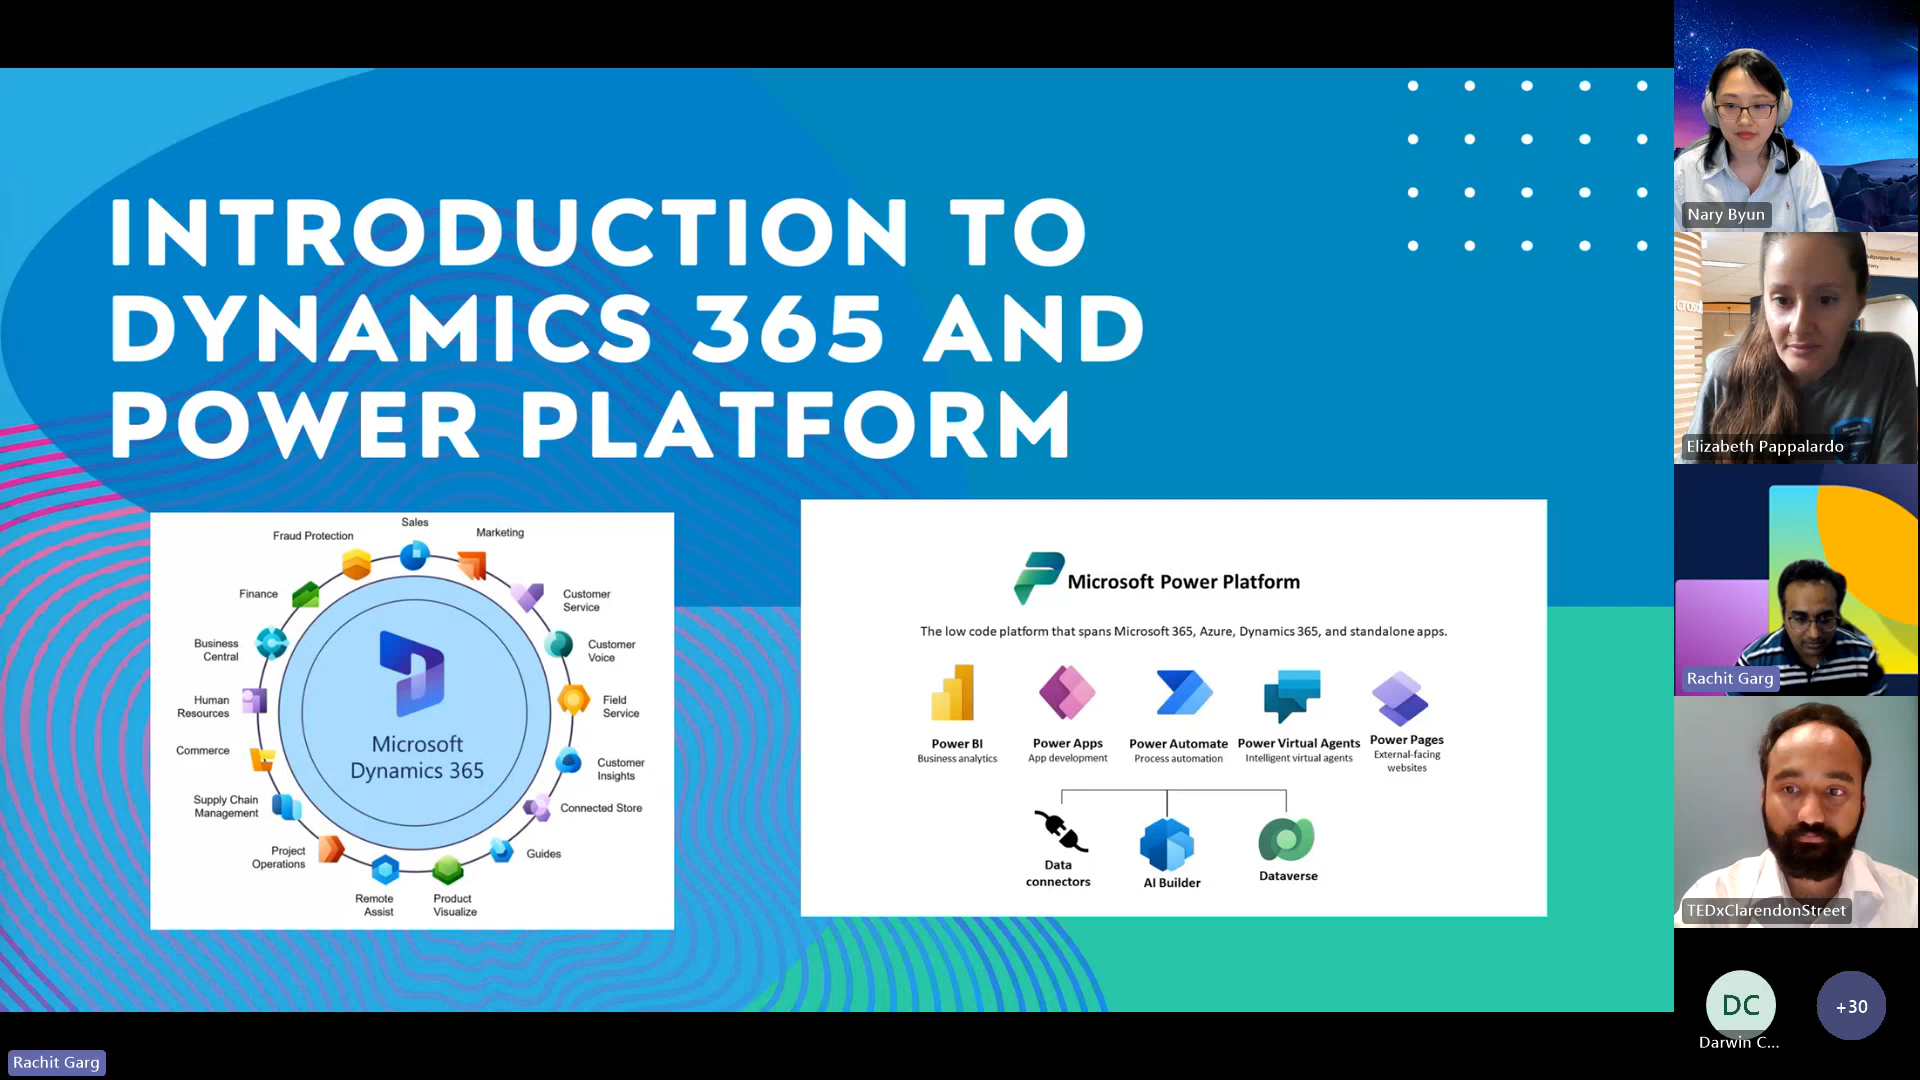 INTRODUCTION TO
DYNAMICS 365 AND
POWER PLATFORM
Sales
Marketing
Fraud Protection
Customer
Service
Finance
Customer
Voice
Business
Central
Field
Service
Human
Resources
Customer
Insights
Commerce
Connected Store
Supply Chain
Management
Guides
Project
Operations
Remote
Assist
Product
Visualize
Microsoft
Dynamics 365
Microsoft Power Platform
The low code platform that spans Microsoft 365, Azure, Dynamics 365, and standalone apps.
Power BI
Business analytics
Power Apps
App development
Power Automate
Process automation
Power Virtual Agents
Intelligent virtual agents
Power Pages
External-facing
websites
Data
connectors
AI Builder
Dataverse
Nary Byun
Elizabeth Pappalardo
Rachit Garg
TEDxClarendonStreet
DC
Darwin C...
+30
Rachit Garg